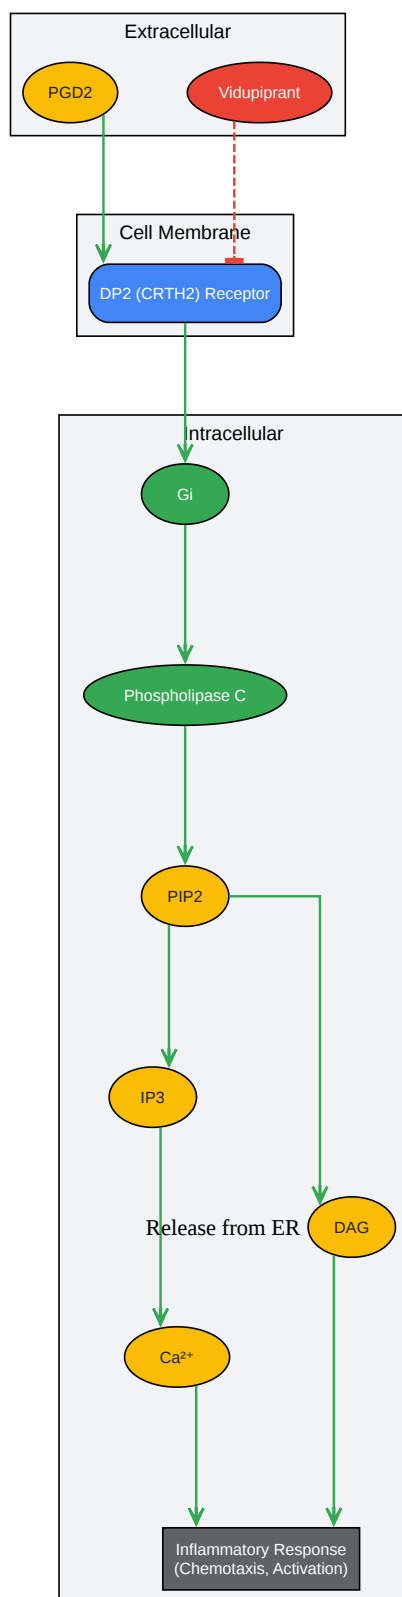 Extracellular
PGD2
Vidupiprant
Cell Membrane
DP2 (CRTH2) Receptor
Intracellular
Gi
Phospholipase C
PIP2
IP3
Release from ER
DAG
Ca²⁺
Inflammatory Response
(Chemotaxis, Activation)